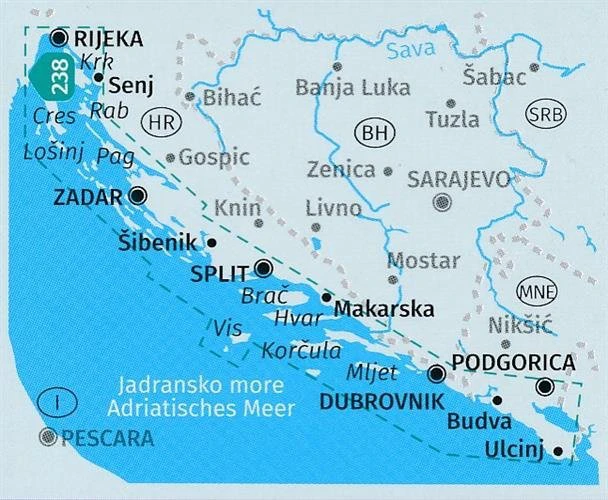 RIJEKA
Krk
238
Senj
Cres
Rab
HR
Bihać
Sava
Banja Luka
Šabac
Tuzla
SRB
BH
Lošinj
Pag
Gospic
Zenica
SARAJEVO
ZADAR
Knin
Livno
Šibenik
Mostar
SPLIT
Brač
Makarska
Hvar
MNE
Vis
Nikšić
Korčula
Mljet
PODGORICA
Jadransko more
Adriatisches Meer
DUBROVNIK
I
Budva
PESCARA
Ulcinj